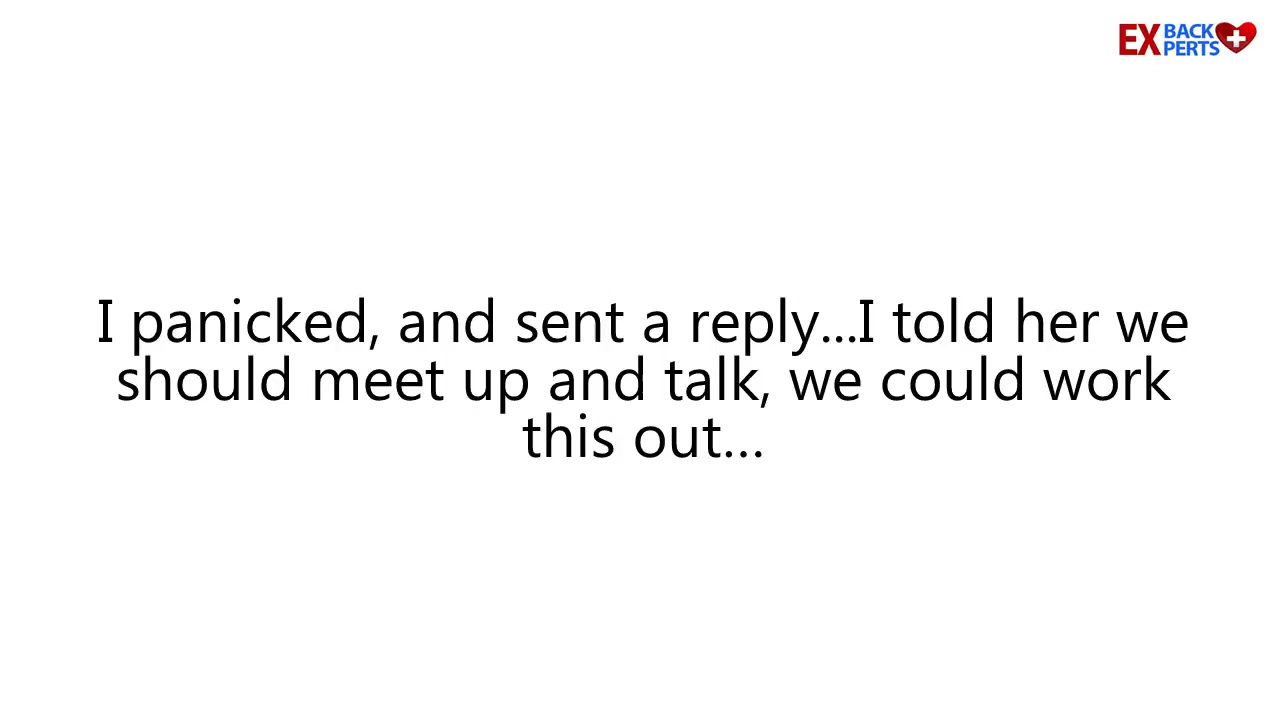 EX BACK PERTS
I panicked, and sent a reply...I told her we
should meet up and talk, we could work
this out...